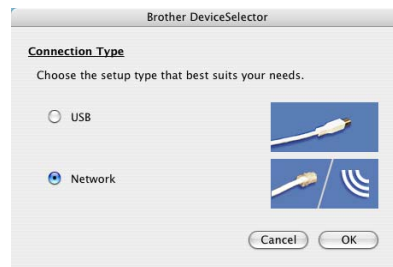 Brother DeviceSelector
Connection Type
Choose the setup type that best suits your needs.
USB
Network
Cancel OK